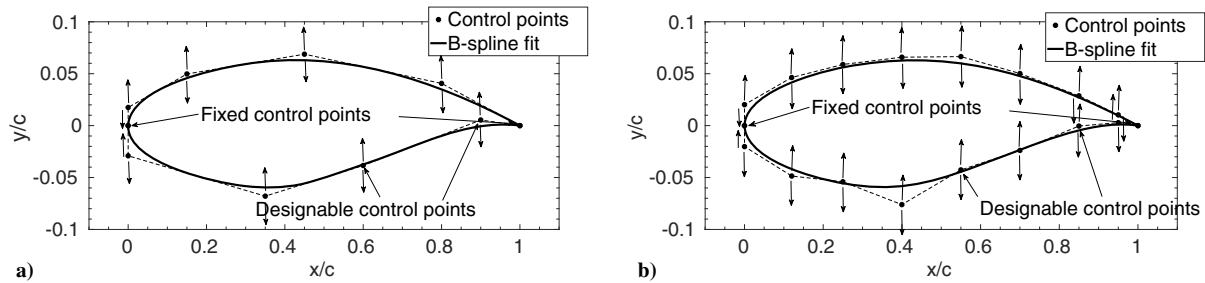 0.1
0.05
0
-0.05
-0.1
y/c
Control points
B-spline fit
Fixed control points
Designable control points
0
0.2
0.4
0.6
0.8
1
x/c
a)
0.1
0.05
0
-0.05
-0.1
y/c
Control points
B-spline fit
Fixed control points
Designable control points
0
0.2
0.4
0.6
0.8
1
x/c
b)